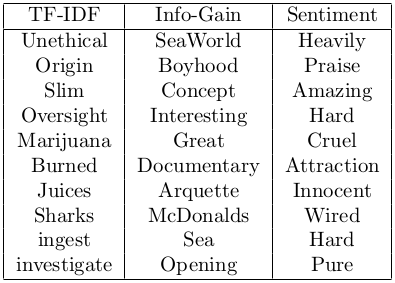 TF-IDF Info-Gain Sentiment
Unethical SeaWorld Heavily
Origin Boyhood Praise
Slim Concept Amazing
Oversight Interesting Hard
Marijuana Great Cruel
Burned Documentary Attraction
Juices Arquette Innocent
Sharks McDonalds Wired
ingest Sea Hard
investigate Opening Pure